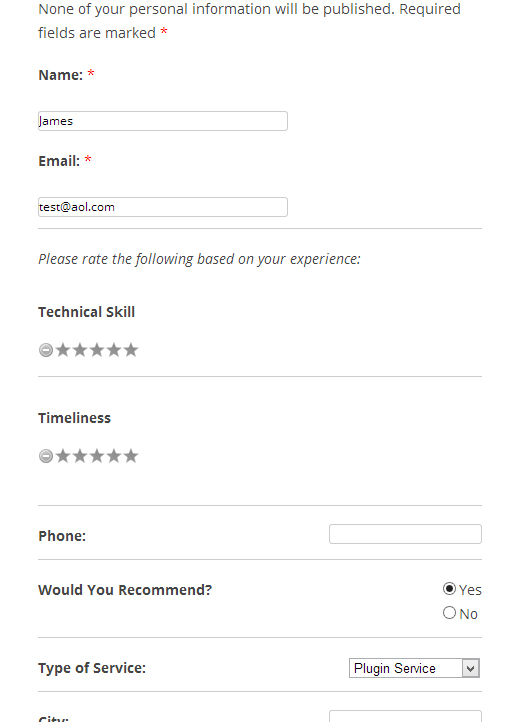 None of your personal information will be published. Required
fields are marked *
Name: *
James
Email: *
test@aol.com
Please rate the following based on your experience:
Technical Skill
Timeliness
Phone:
Would You Recommend?
Yes
No
Type of Service:
Plugin Service
City: